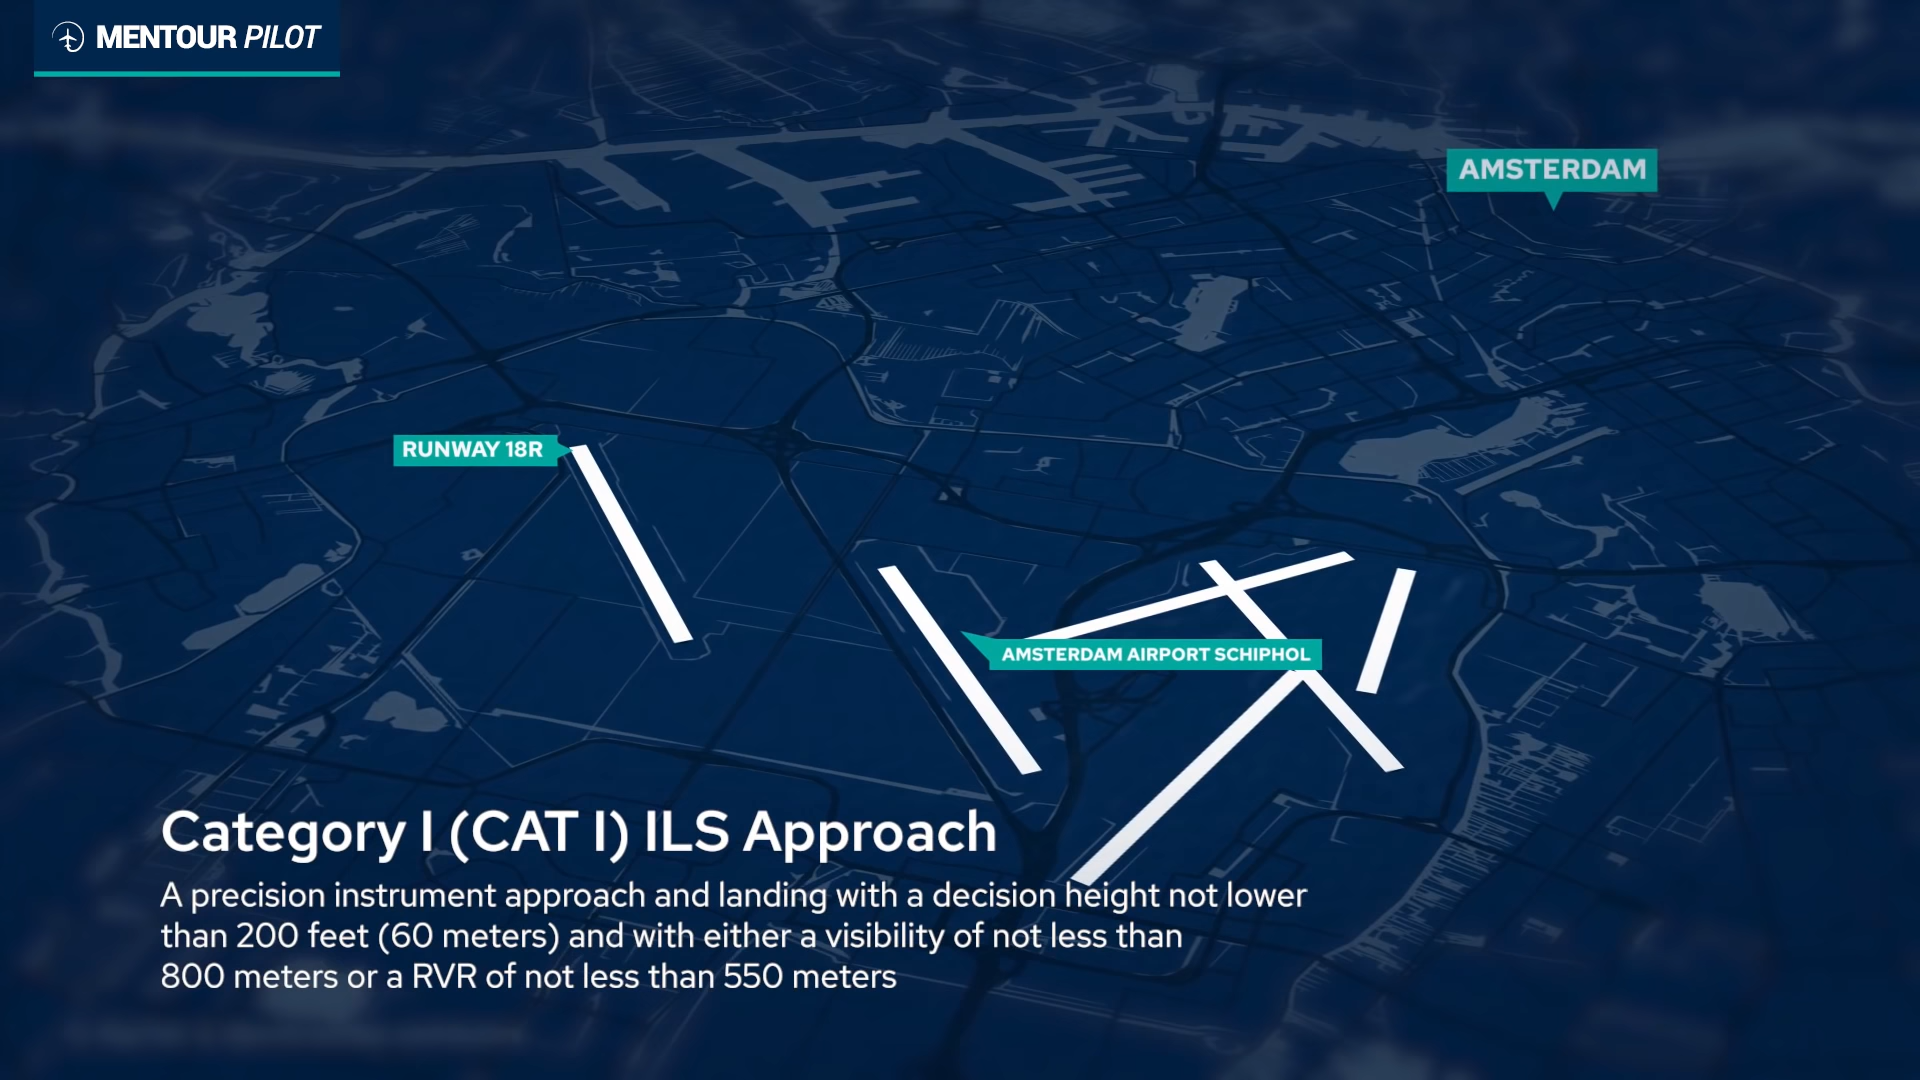 MENTOUR PILOT
AMSTERDAM
RUNWAY 18R
AMSTERDAM AIRPORT SCHIPHOL
Category I (CAT I) ILS Approach
A precision instrument approach and landing with a decision height not lower
than 200 feet (60 meters) and with either a visibility of not less than
800 meters or a RVR of not less than 550 meters